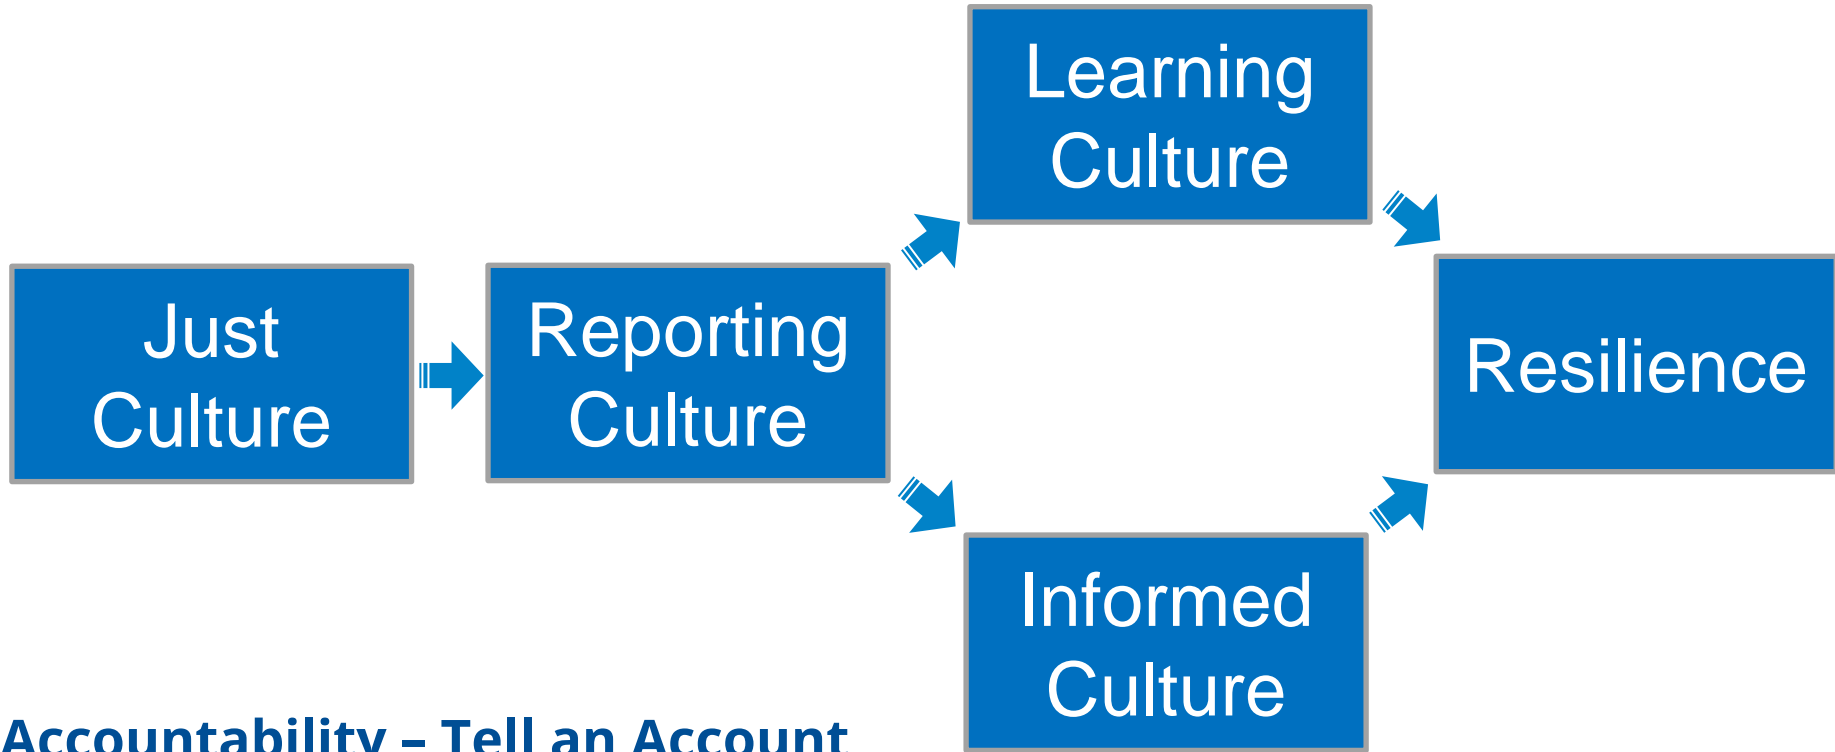 Just
Culture
Reporting
Culture
Learning
Culture
Informed
Culture
Resilience
Accountability – Tell an Account